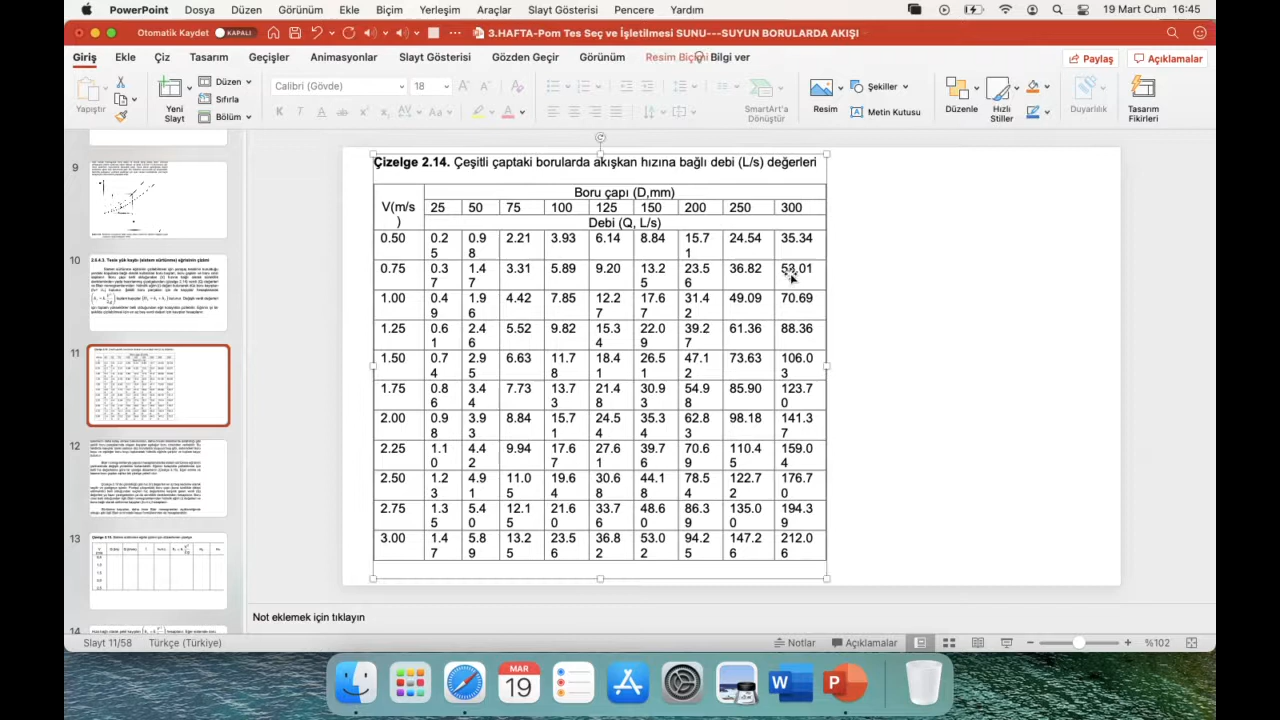 PowerPoint Dosya Düzen Görünüm Ekle Biçim Yerleşim Araçlar Slayt Gösterisi Pencere Yardım 19 Mart Cum 16:45
Otomatik Kaydet KAPALI 3.HAFTA-Pom Tes Seç ve İşletilmesi SUNU---SUYUN BORULARDA AKIŞI
Giriş Ekle Çiz Tasarım Geçişler Animasyonlar Slayt Gösterisi Gözden Geçir Görünüm Resim Biçimi Bilgi ver Paylaş Açıklamalar
Yapıştır
Yeni Slayt
Düzen
Sıfırla
Bölüm
Calibri (Gövde) 18
K T A
SmartArt'a Dönüştür
Resim
Şekiller
Metin Kutusu
Düzenle
Hızlı Stiller
Duyarlılık
Tasarım Fikirleri
9
10
11
12
13
14
Çizelge 2.14. Çeşitli çaptaki borularda akışkan hızına bağlı debi (L/s) değerleri
Boru çapı (D,mm)
V(m/s) 25 50 75 100 125 150 200 250 300
Debi (Q, L/s)
0.50 0.25 0.98 2.21 3.93 6.14 8.84 15.71 24.54 35.34
0.75 0.37 1.47 3.31 5.89 9.20 13.25 23.56 36.82
1.00 0.49 1.96 4.42 7.85 12.27 17.67 31.42 49.09 70.69
1.25 0.61 2.46 5.52 9.82 15.34 22.09 39.27 61.36 88.36
1.50 0.74 2.95 6.63 11.78 18.41 26.51 47.12 73.63 106.03
1.75 0.86 3.44 7.73 13.73 21.48 30.93 54.98 85.90 123.70
2.00 0.98 3.93 8.84 15.71 24.54 35.34 62.83 98.18 141.37
2.25 1.10 4.42 9.94 17.67 27.61 39.76 70.69 110.45 159.04
2.50 1.23 4.91 11.05 19.64 30.68 44.18 78.54 122.72 176.71
2.75 1.35 5.40 12.15 21.60 33.76 48.60 86.39 135.00 194.39
3.00 1.47 5.89 13.25 23.56 36.82 53.02 94.25 147.26 212.06
Not eklemek için tıklayın
Slayt 11/58 Türkçe (Türkiye) Notlar Açıklamalar %102
MAR
19
W
P